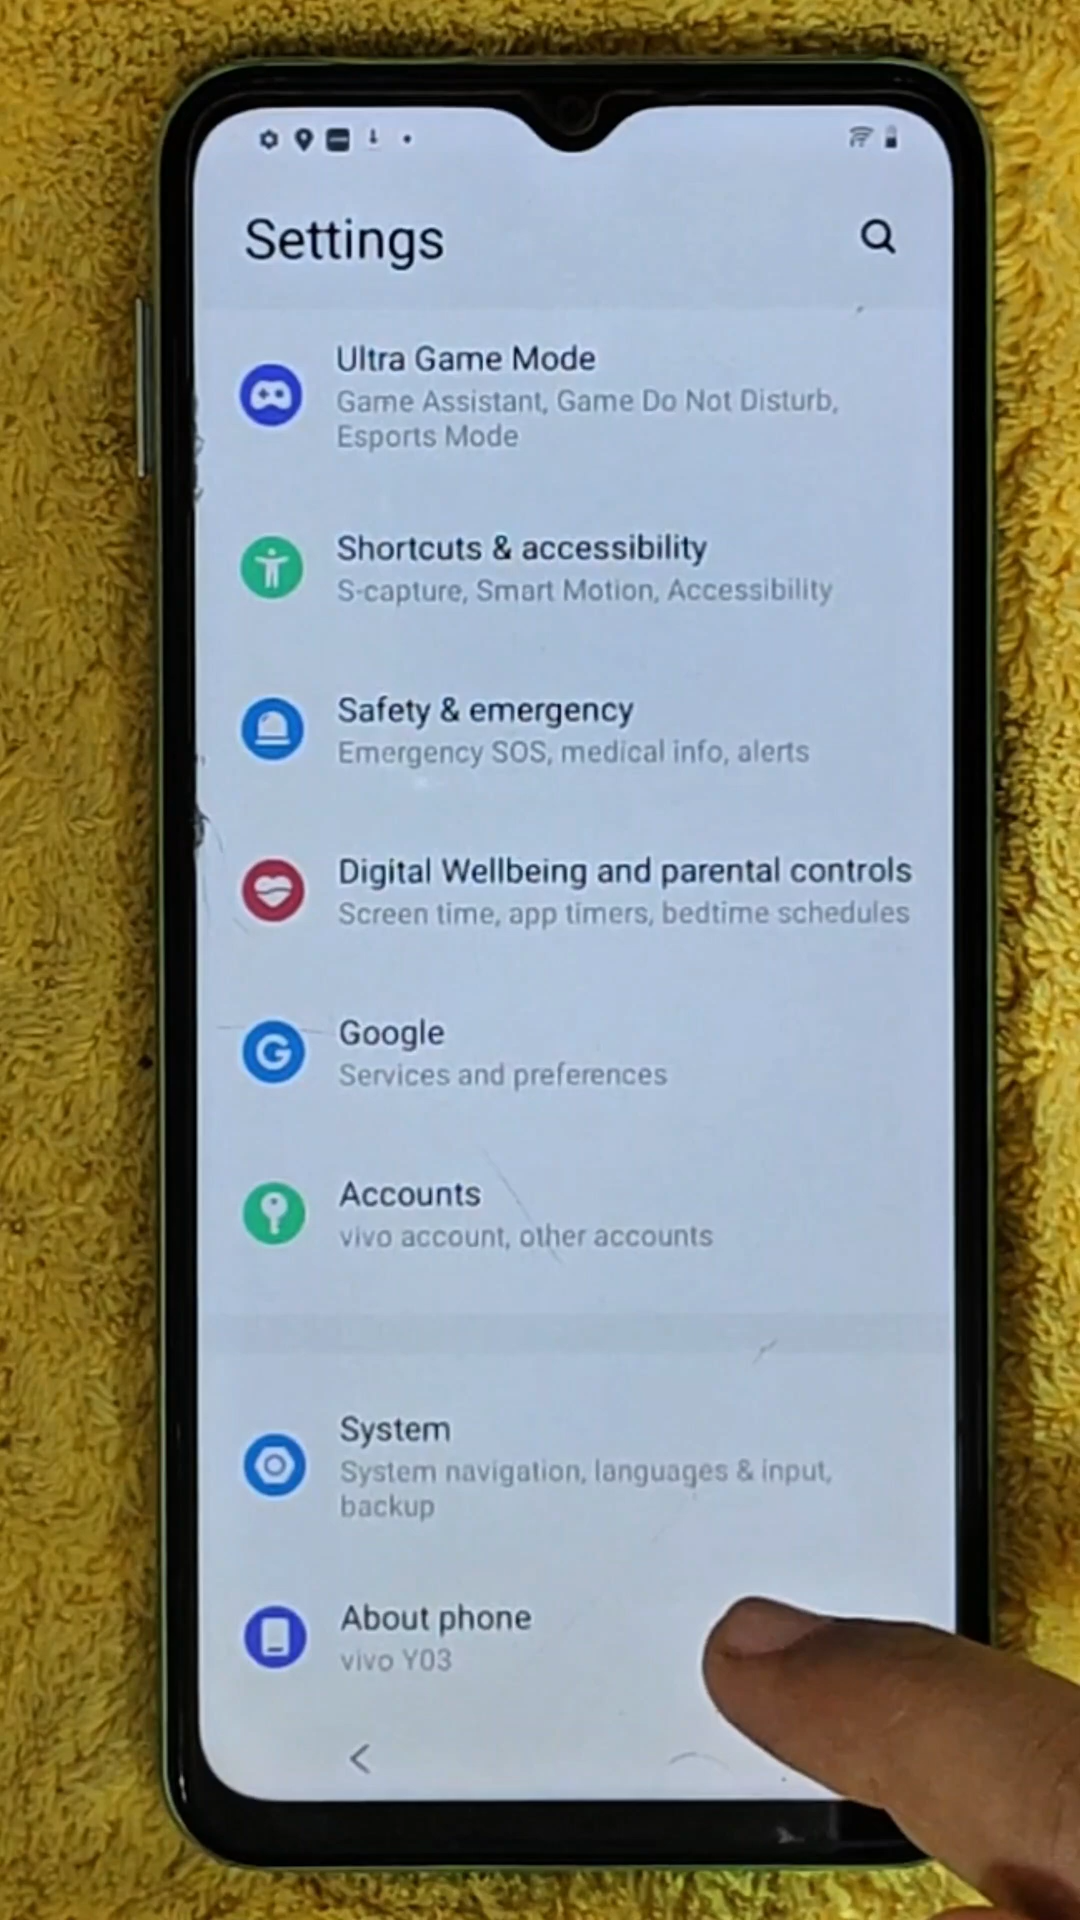 Settings
Ultra Game Mode
Game Assistant, Game Do Not Disturb,
Esports Mode
Shortcuts & accessibility
S-capture, Smart Motion, Accessibility
Safety & emergency
Emergency SOS, medical info, alerts
Digital Wellbeing and parental controls
Screen time, app timers, bedtime schedules
Google
Services and preferences
Accounts
vivo account, other accounts
System
System navigation, languages & input,
backup
About phone
vivo Y03